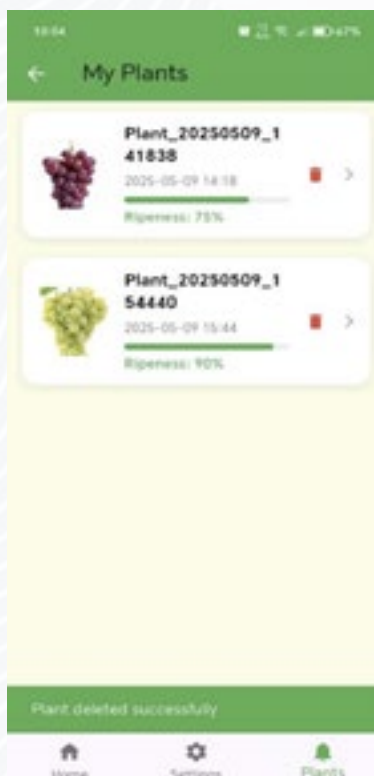 My Plants
Plant_20250509_1
41838
2025-05-09 14:18
Ripeness: 75%
Plant_20250509_1
54440
2025-05-09 15:44
Ripeness: 90%
Plant deleted successfully
Home
Settings
Plants